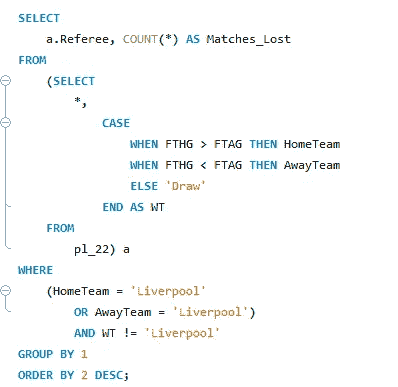 SELECT
a.Referee, COUNT(*) AS Matches_Lost
FROM
(SELECT
*,
CASE
WHEN FTHG > FTAG THEN HomeTeam
WHEN FTHG < FTAG THEN AwayTeam
ELSE 'Draw'
END AS WT
FROM
pl_22) a
WHERE
(HomeTeam = 'Liverpool'
OR AwayTeam = 'Liverpool')
AND WT != 'Liverpool'
GROUP BY 1
ORDER BY 2 DESC;